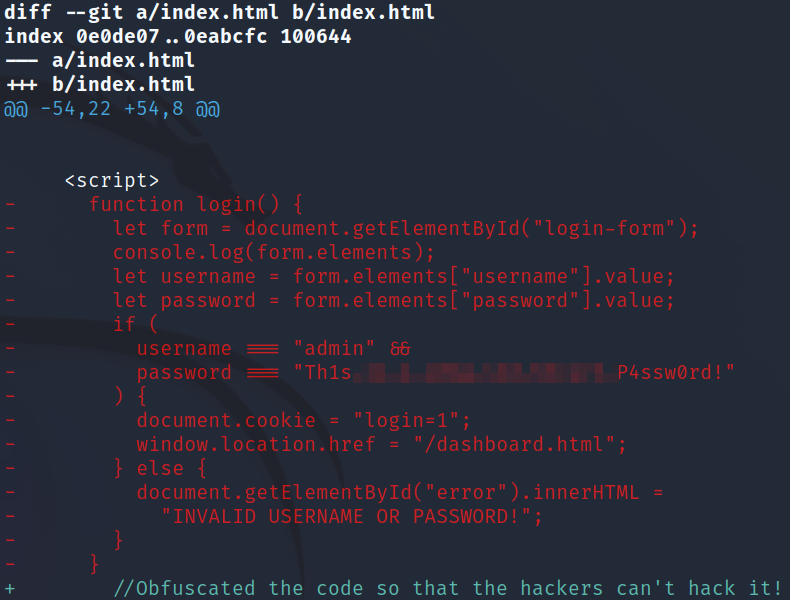 diff --git a/index.html b/index.html
index 0e0de07..0eabcfc 100644
--- a/index.html
+++ b/index.html
@@ -54,22 +54,8 @@
<script>
-      function login() {
-        let form = document.getElementById("login-form");
-        console.log(form.elements);
-        let username = form.elements["username"].value;
-        let password = form.elements["password"].value;
-        if (
-          username === "admin" &&
-          password === "Th1s P4ssw0rd!"
-        ) {
-          document.cookie = "login=1";
-          window.location.href = "/dashboard.html";
-        } else {
-          document.getElementById("error").innerHTML =
-            "INVALID USERNAME OR PASSWORD!";
-        }
-      }
+        //Obfuscated the code so that the hackers can't hack it!